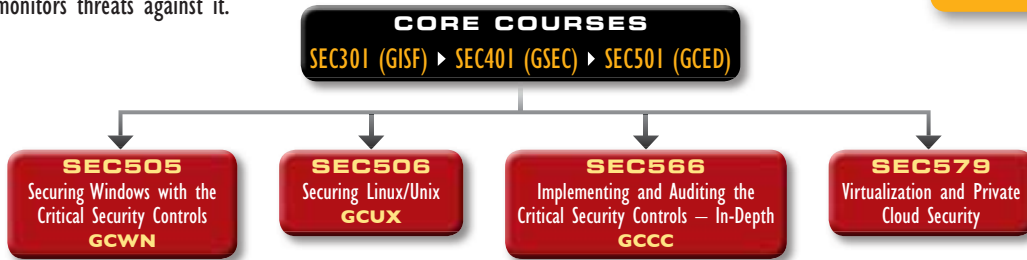 monitors threats against it.
CORE COURSES
SEC301 (GISF) ▸ SEC401 (GSEC) ▸ SEC501 (GCED)
SEC505
Securing Windows with the
Critical Security Controls
GCWN
SEC506
Securing Linux/Unix
GCUX
SEC566
Implementing and Auditing the
Critical Security Controls – In-Depth
GCCC
SEC579
Virtualization and Private
Cloud Security